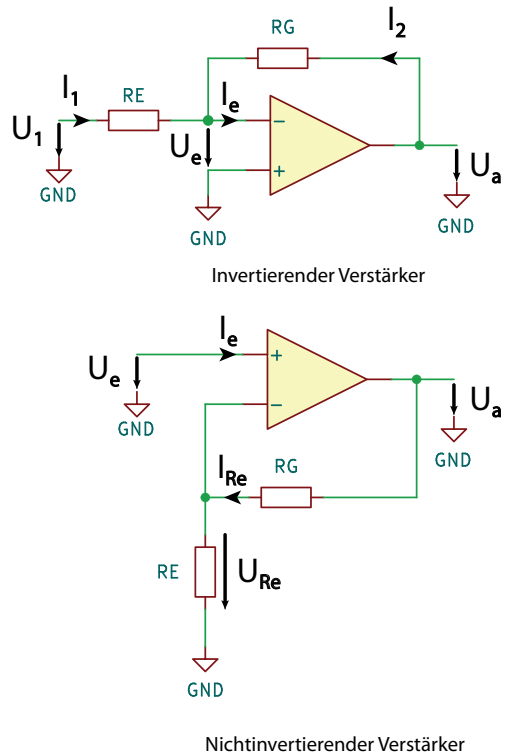 I2
RG
I1
RE
Ie
U1
Ue
−
+
Ua
GND
GND
GND
Invertierender Verstärker
Ie
+
Ue
−
Ua
GND
GND
IRe
RG
RE
URe
GND
Nichtinvertierender Verstärker